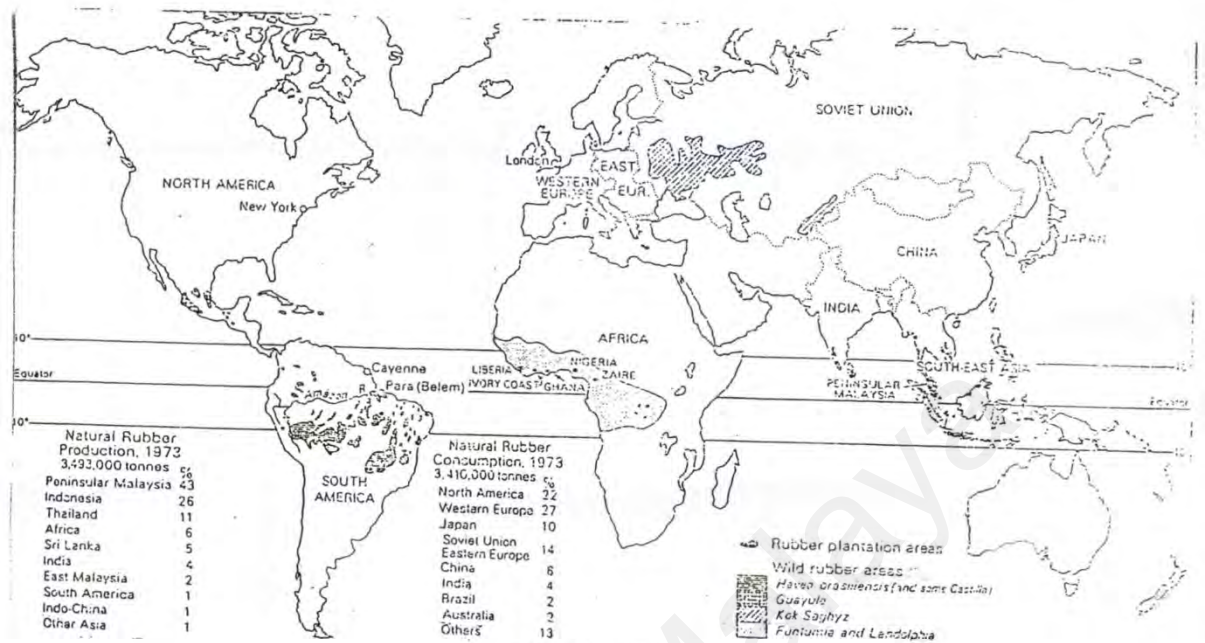 SOVIET UNION
London
EAST
WESTERN
EUROPE
EUR.
NORTH AMERICA
New York
CHINA
JAPAN
INDIA
AFRICA
10°
NIGERIA
Cayenne
LIBERIA
ZAIRE
SOUTH-EAST ASIA
Equator
Para (Belem)
IVORY COAST
GHANA
PENINSULAR
MALAYSIA
Equator
Amazon
R
10°
Natural Rubber
Production, 1973
3,493,000 tonnes
%
Peninsular Malaysia 43
Indonesia 26
Thailand 11
Africa 6
Sri Lanka 5
India 4
East Malaysia 2
South America 1
Indo-China 1
Other Asia 1
SOUTH
AMERICA
Natural Rubber
Consumption, 1973
3,410,000 tonnes
%
North America 22
Western Europe 27
Japan 10
Soviet Union
Eastern Europe 14
China 6
India 4
Brazil 2
Australia 2
Others 13
Rubber plantation areas
Wild rubber areas
Hevea brasiliensis (and some Castilla)
Guayule
Kok Saghyz
Funtumia and Landolphia
Malaya